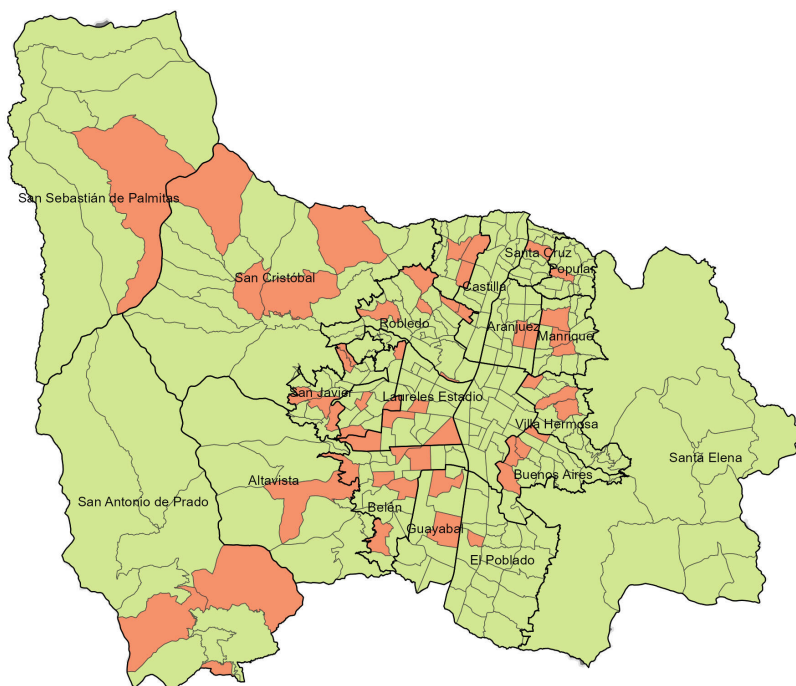 San Sebastián de Palmitas
Santa Cruz
Popular
San Cristóbal
Castilla
Robledo
Aranjuez
Manrique
San Javier
Laureles Estadio
Villa Hermosa
Santa Elena
Buenos Aires
Altavista
San Antonio de Prado
Belén
Guayabal
El Poblado